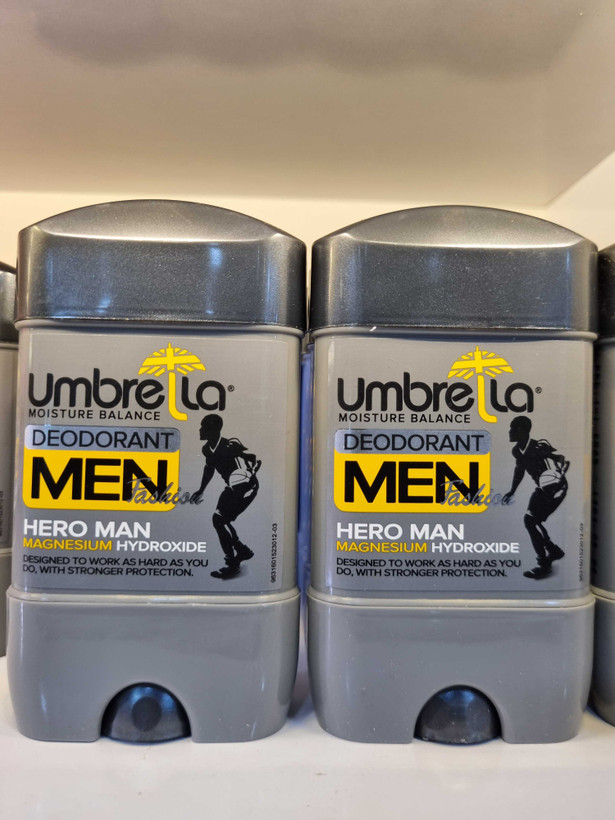 Umbrella®
MOISTURE BALANCE
DEODORANT
MEN
Fashion
HERO MAN
MAGNESIUM HYDROXIDE
DESIGNED TO WORK AS HARD AS YOU
DO, WITH STRONGER PROTECTION.
Umbrella®
MOISTURE BALANCE
DEODORANT
MEN
Fashion
HERO MAN
MAGNESIUM HYDROXIDE
DESIGNED TO WORK AS HARD AS YOU
DO, WITH STRONGER PROTECTION.